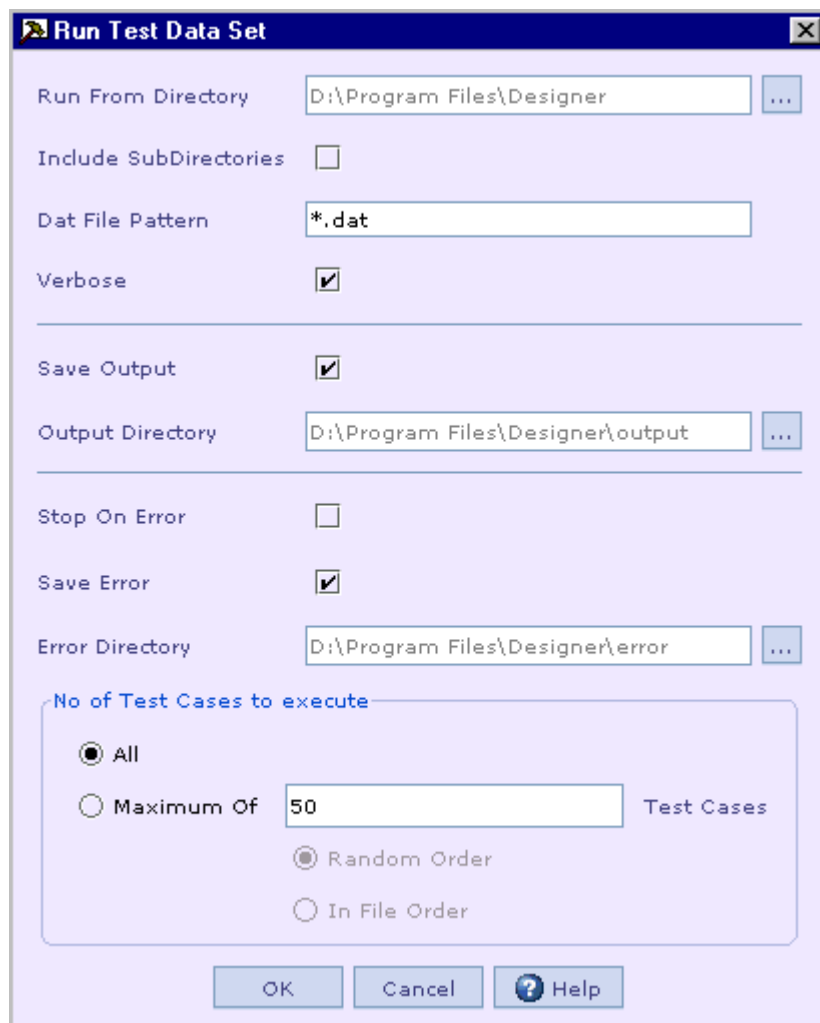 Run Test Data Set
Run From Directory D:\Program Files\Designer ...
Include SubDirectories
Dat File Pattern *.dat
Verbose
Save Output
Output Directory D:\Program Files\Designer\output ...
Stop On Error
Save Error
Error Directory D:\Program Files\Designer\error ...
No of Test Cases to execute
All
Maximum Of 50 Test Cases
Random Order
In File Order
OK Cancel ? Help